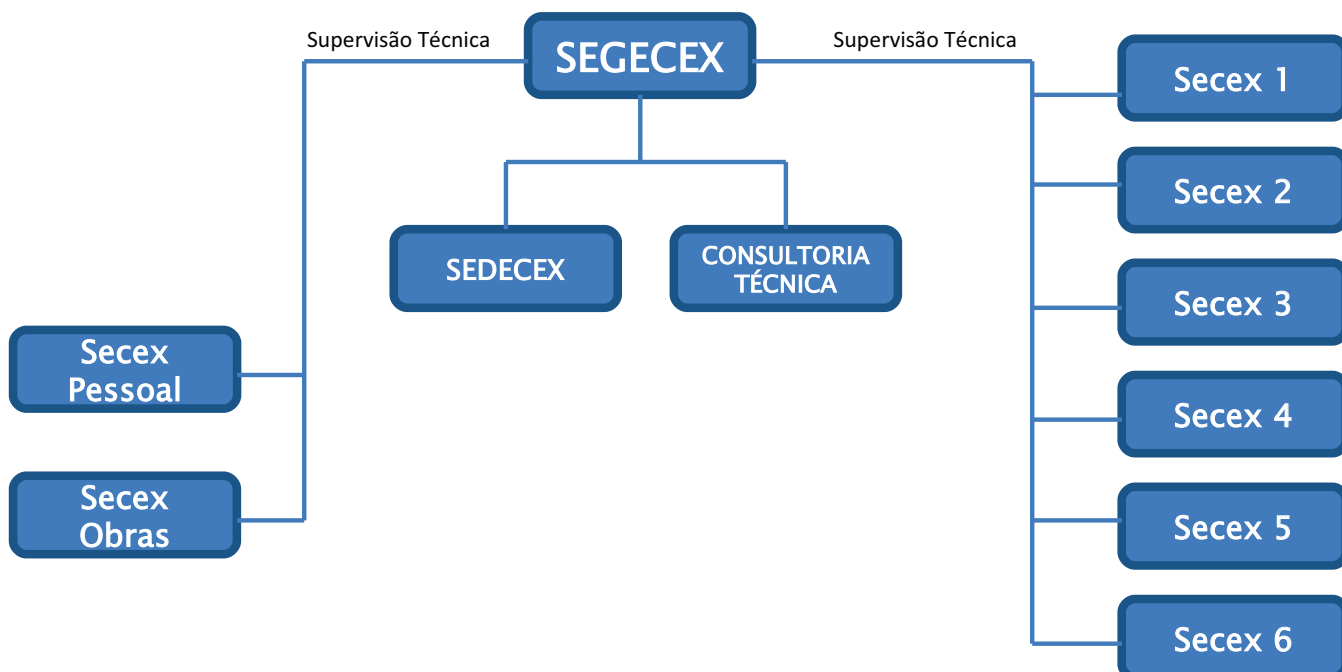 Supervisão Técnica
SEGECEX
Supervisão Técnica
Secex 1
Secex 2
SEDECEX
CONSULTORIA
TÉCNICA
Secex 3
Secex
Pessoal
Secex 4
Secex
Obras
Secex 5
Secex 6